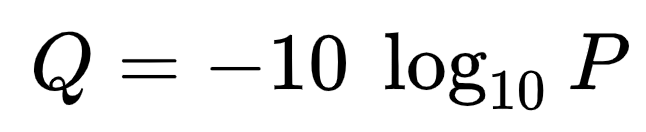 Q = −10 log₁₀ P